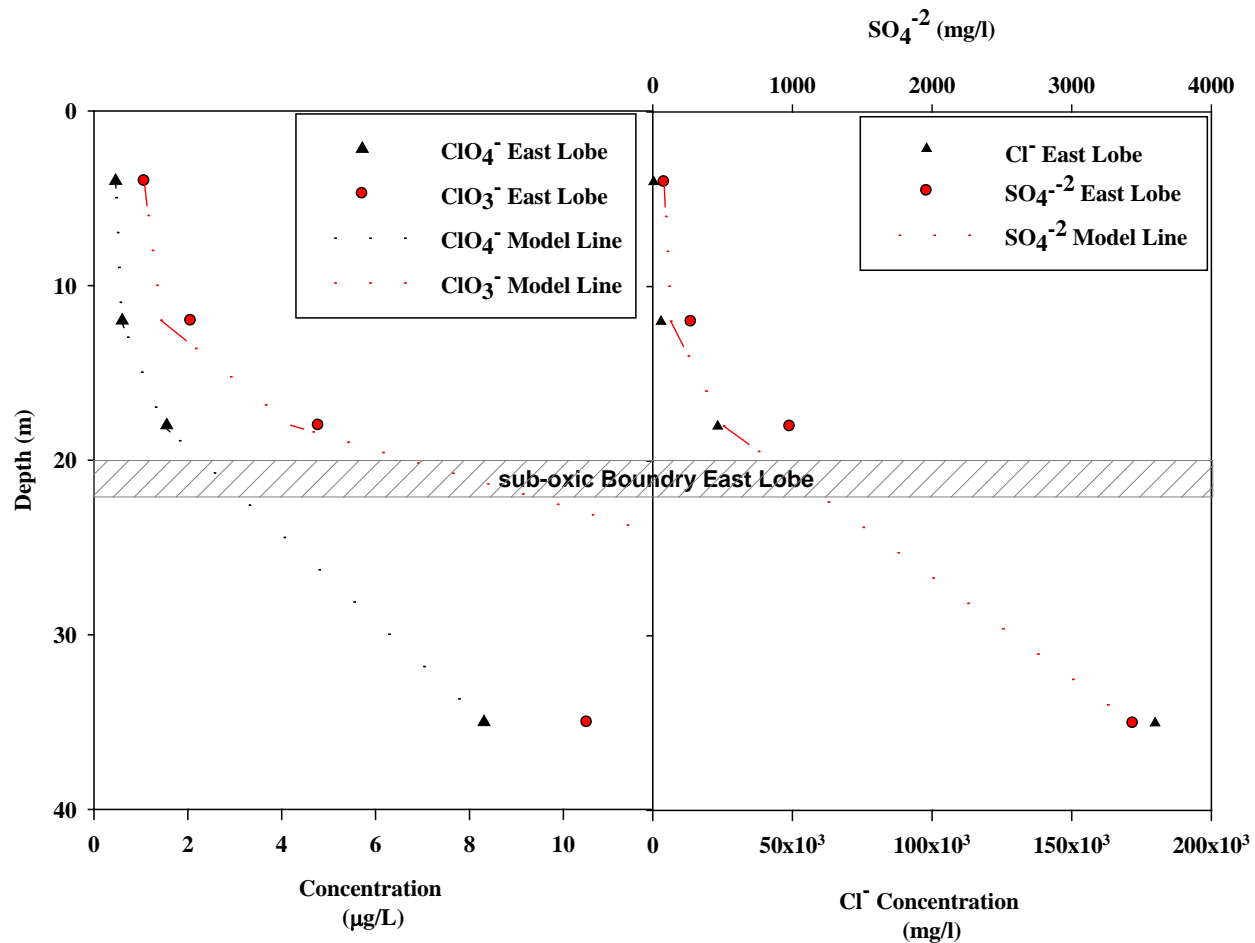 SO4-2 (mg/l)
0 1000 2000 3000 4000
0
10
20
30
40
Depth (m)
ClO4- East Lobe
ClO3- East Lobe
ClO4- Model Line
ClO3- Model Line
Cl- East Lobe
SO4--2 East Lobe
SO4-2 Model Line
sub-oxic Boundry East Lobe
0 2 4 6 8 10
Concentration
(µg/L)
0 50x10³ 100x10³ 150x10³ 200x10³
Cl- Concentration
(mg/l)